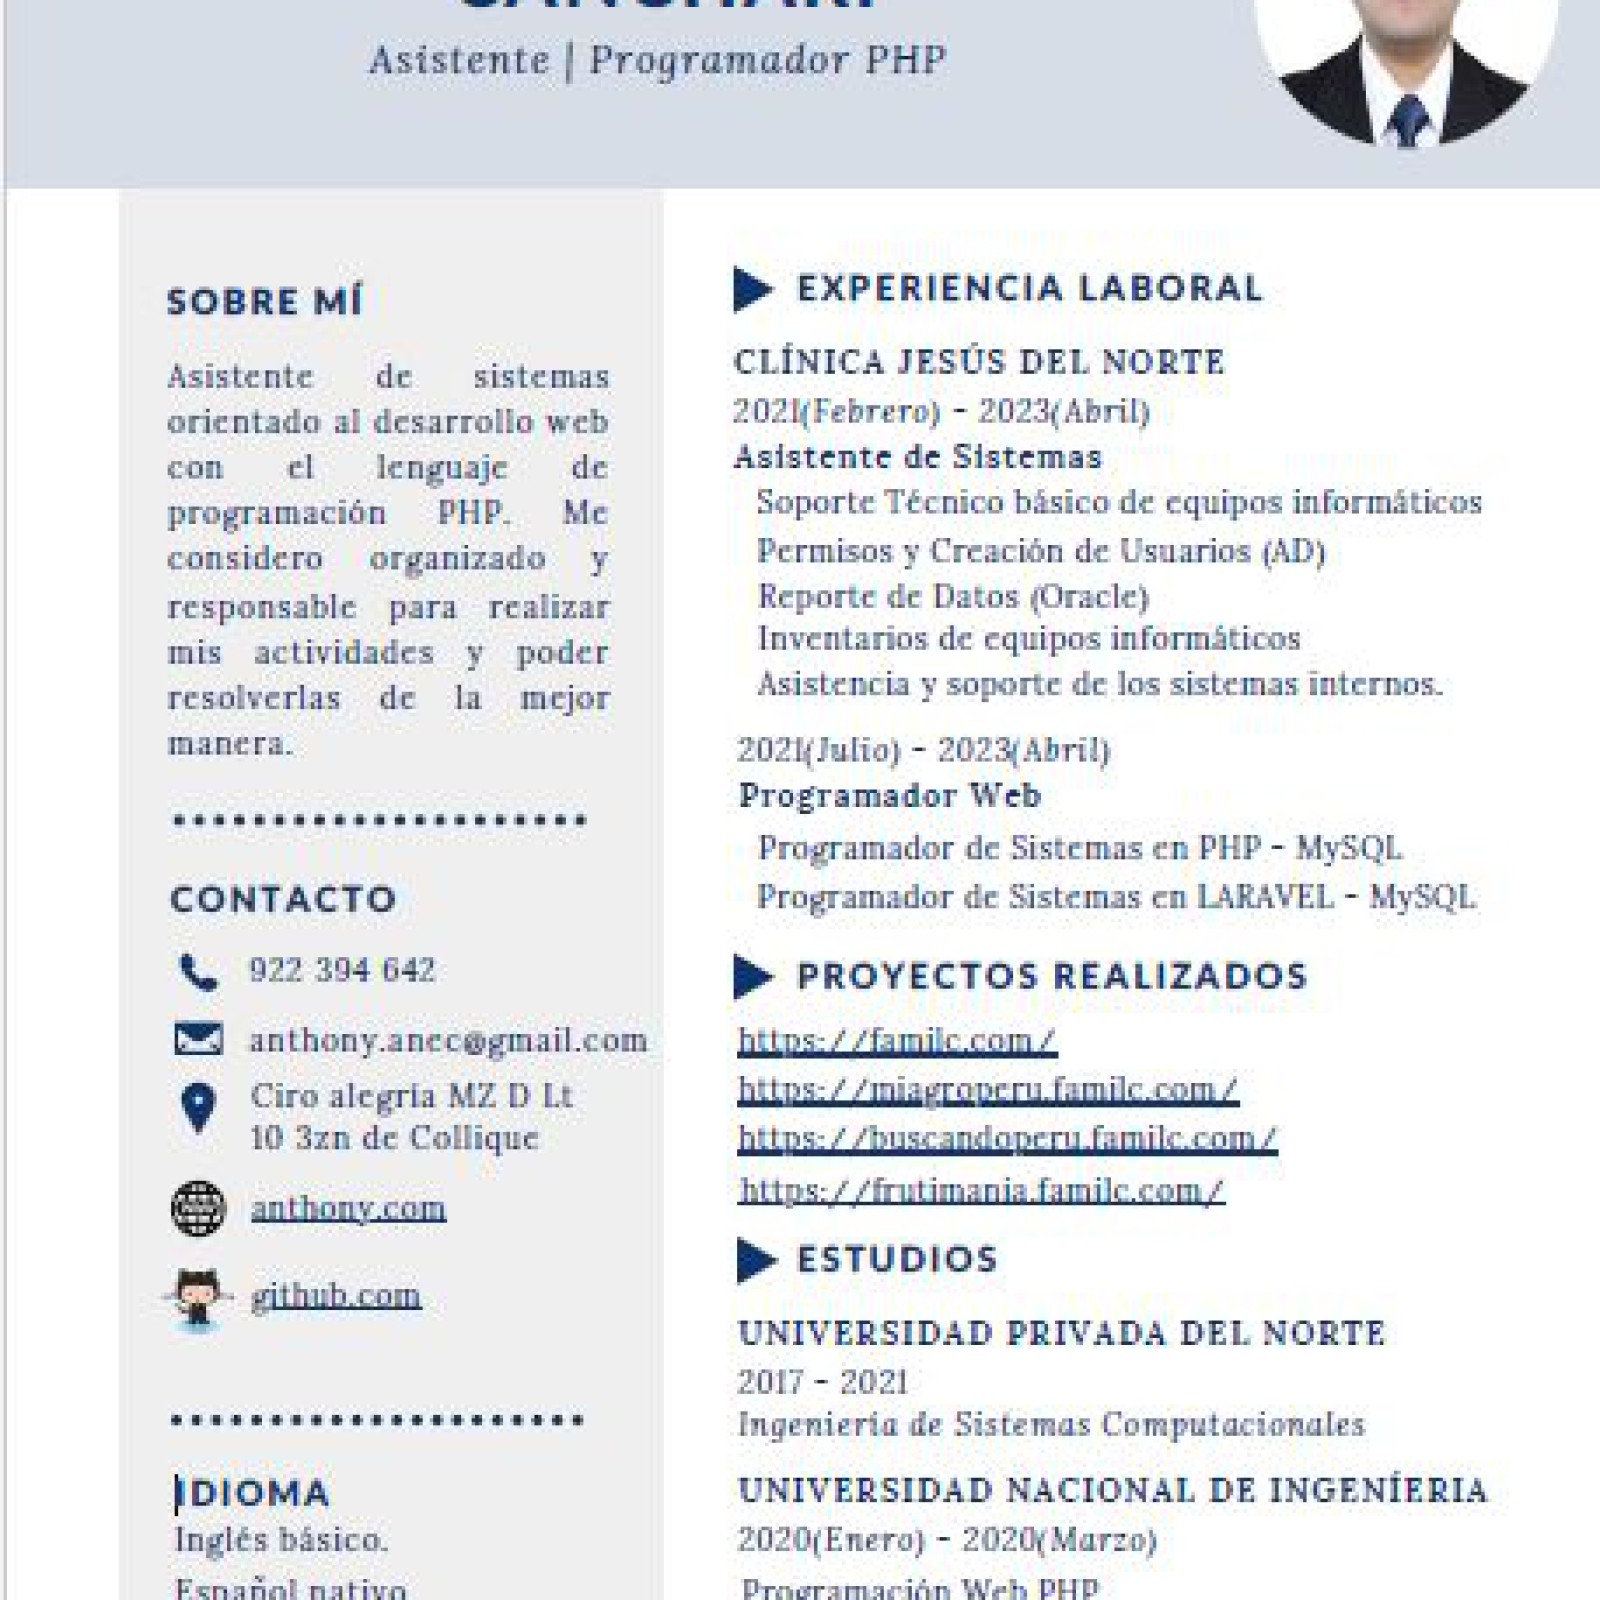 Asistente | Programador PHP
SOBRE MÍ
Asistente de sistemas
orientado al desarrollo web
con el lenguaje de
programación PHP. Me
considero organizado y
responsable para realizar
mis actividades y poder
resolverlas de la mejor
manera.
CONTACTO
922 394 642
anthony.anec@gmail.com
Ciro alegria MZ D Lt
10 3zn de Collique
anthony.com
github.com
IDIOMA
Inglés básico.
Español nativo
EXPERIENCIA LABORAL
CLÍNICA JESÚS DEL NORTE
2021(Febrero) - 2023(Abril)
Asistente de Sistemas
Soporte Técnico básico de equipos informáticos
Permisos y Creación de Usuarios (AD)
Reporte de Datos (Oracle)
Inventarios de equipos informáticos
Asistencia y soporte de los sistemas internos.
2021(Julio) - 2023(Abril)
Programador Web
Programador de Sistemas en PHP - MySQL
Programador de Sistemas en LARAVEL - MySQL
PROYECTOS REALIZADOS
https://familc.com/
https://miagroperu.familc.com/
https://buscandoperu.familc.com/
https://frutimania.familc.com/
ESTUDIOS
UNIVERSIDAD PRIVADA DEL NORTE
2017 - 2021
Ingeniería de Sistemas Computacionales
UNIVERSIDAD NACIONAL DE INGENÍERIA
2020(Enero) - 2020(Marzo)
Programación Web PHP